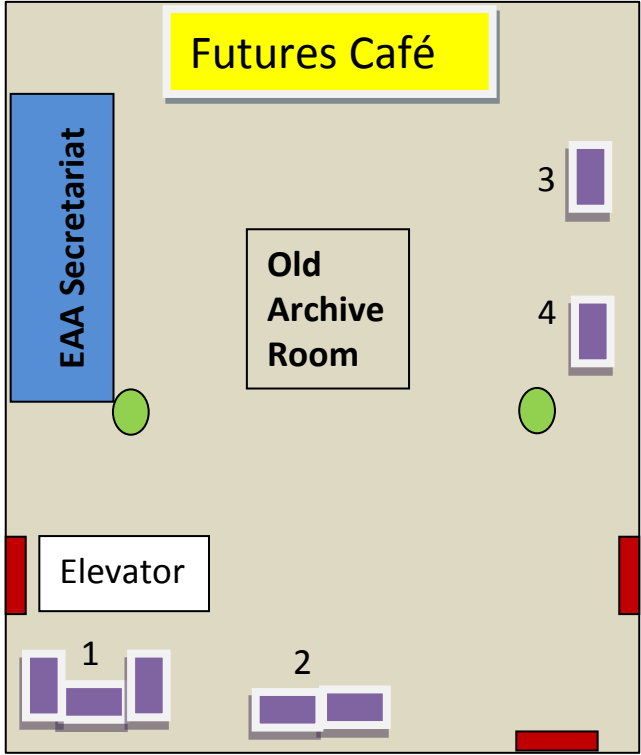 Futures Café
EAA Secretariat
3
Old
Archive
Room
4
Elevator
1
2